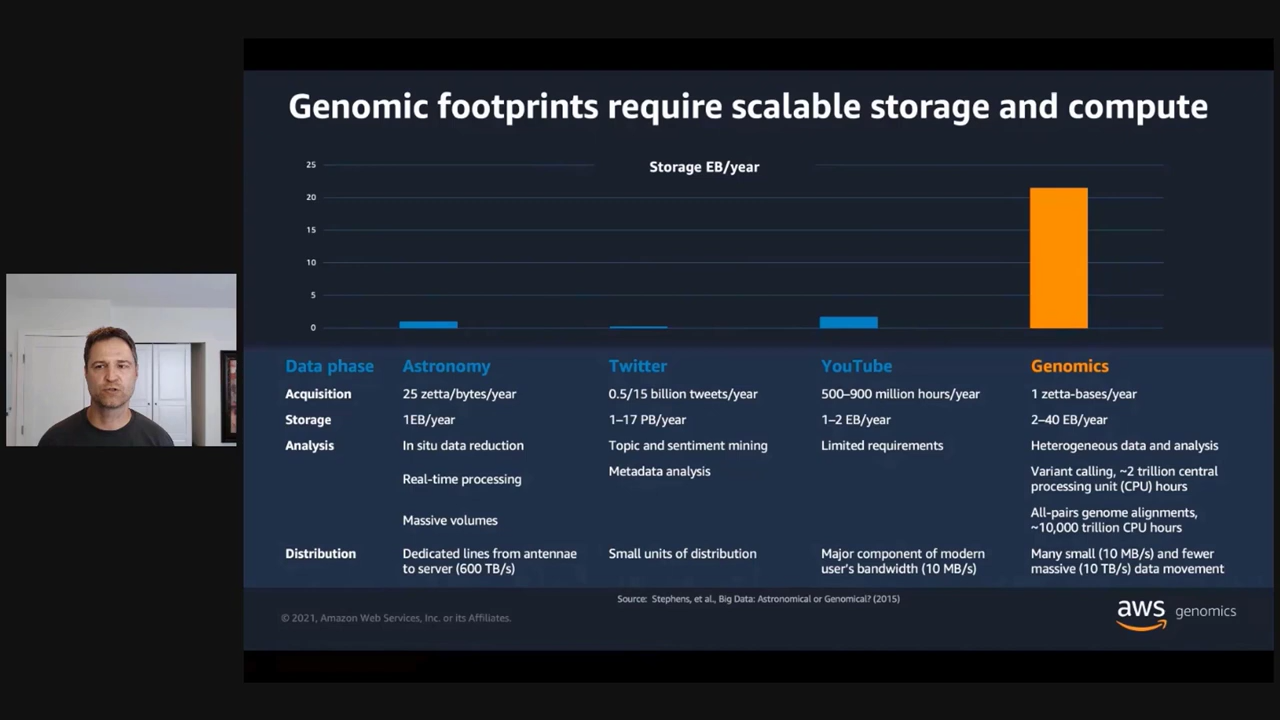 Genomic footprints require scalable storage and compute
Storage EB/year
25
20
15
10
5
0
Data phase Astronomy Twitter YouTube Genomics
Acquisition 25 zetta/bytes/year 0.5/15 billion tweets/year 500–900 million hours/year 1 zetta-bases/year
Storage 1EB/year 1–17 PB/year 1–2 EB/year 2–40 EB/year
Analysis In situ data reduction Topic and sentiment mining Limited requirements Heterogeneous data and analysis
Real-time processing Metadata analysis Variant calling, ~2 trillion central
processing unit (CPU) hours
Massive volumes All-pairs genome alignments,
~10,000 trillion CPU hours
Distribution Dedicated lines from antennae Small units of distribution Major component of modern Many small (10 MB/s) and fewer
to server (600 TB/s) user's bandwidth (10 MB/s) massive (10 TB/s) data movement
Source: Stephens, et al., Big Data: Astronomical or Genomical? (2015)
© 2021, Amazon Web Services, Inc. or its Affiliates.
aws genomics